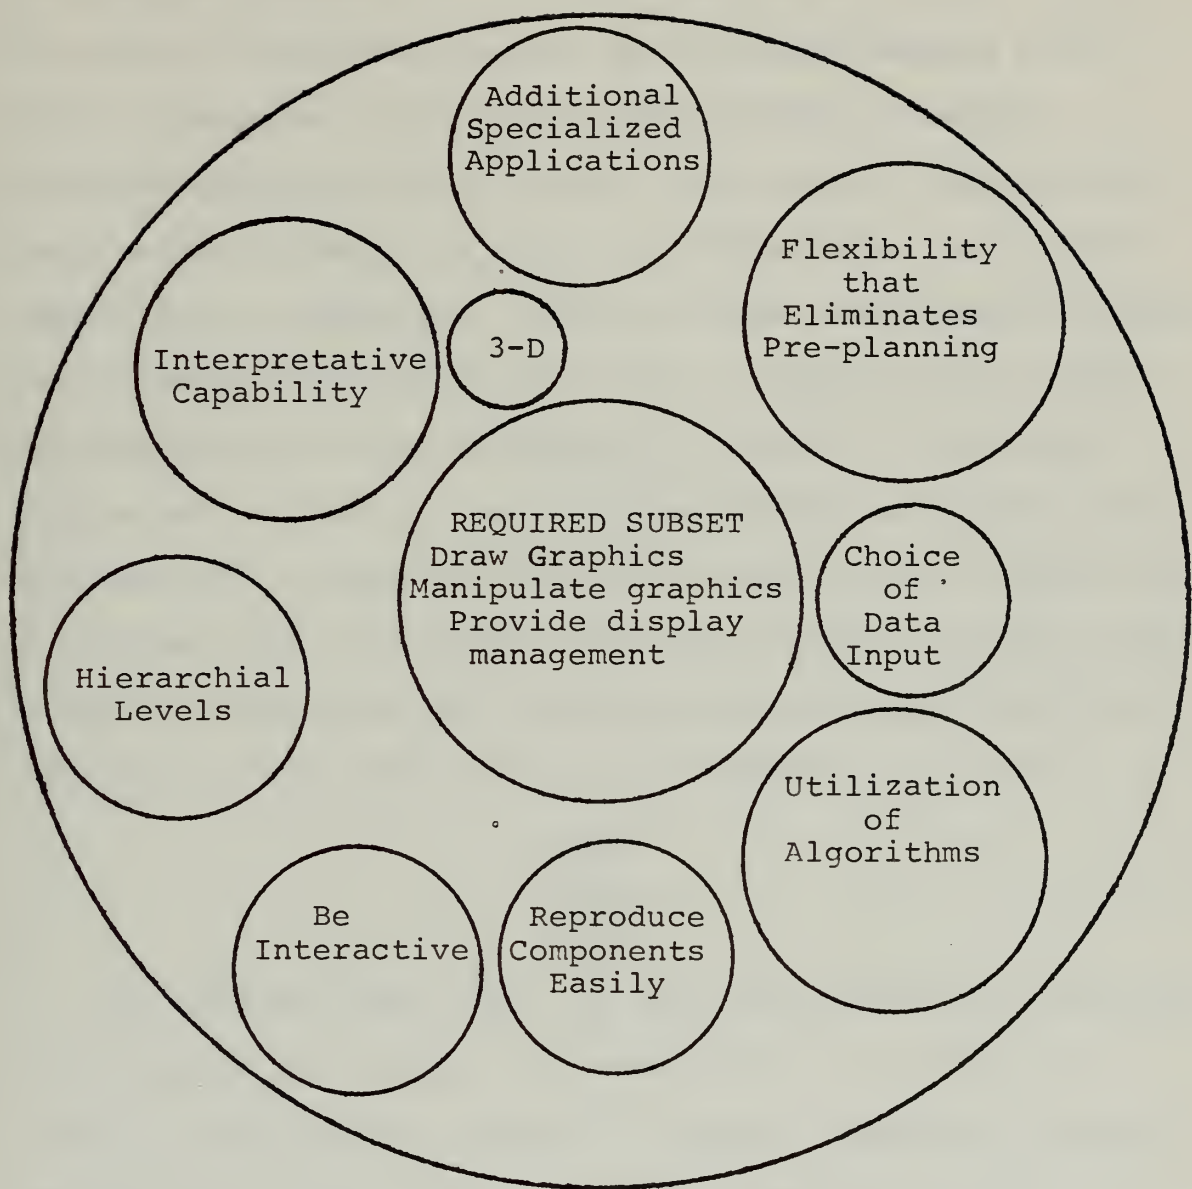 Additional
Specialized
Applications
Flexibility
that
Eliminates
Pre-planning
3-D
Interpretative
Capability
REQUIRED SUBSET
Draw Graphics
Manipulate graphics
Provide display
management
Choice
of
Data
Input
Hierarchial
Levels
Utilization
of
Algorithms
Be
Interactive
Reproduce
Components
Easily